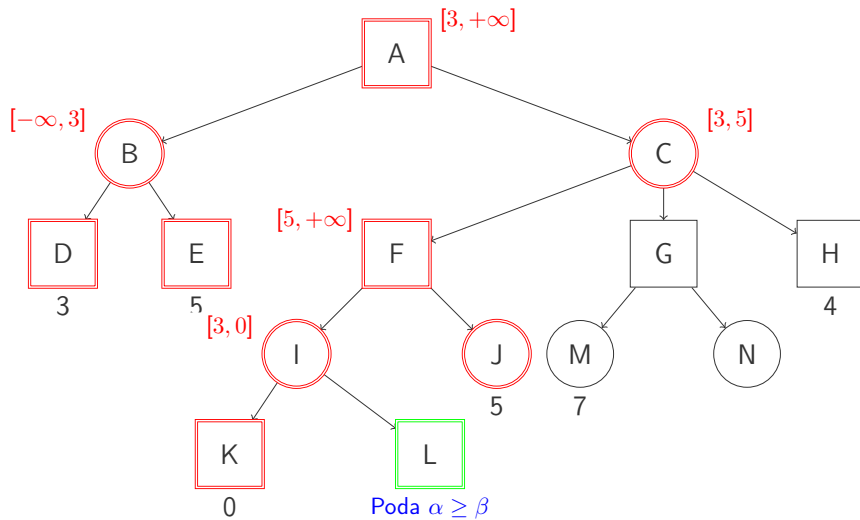 [3, +∞]
A
[−∞, 3]
[3, 5]
B
C
[5, +∞]
D
E
F
G
H
3
5
4
[3, 0]
I
J
M
N
5
7
K
L
0
Poda α ≥ β